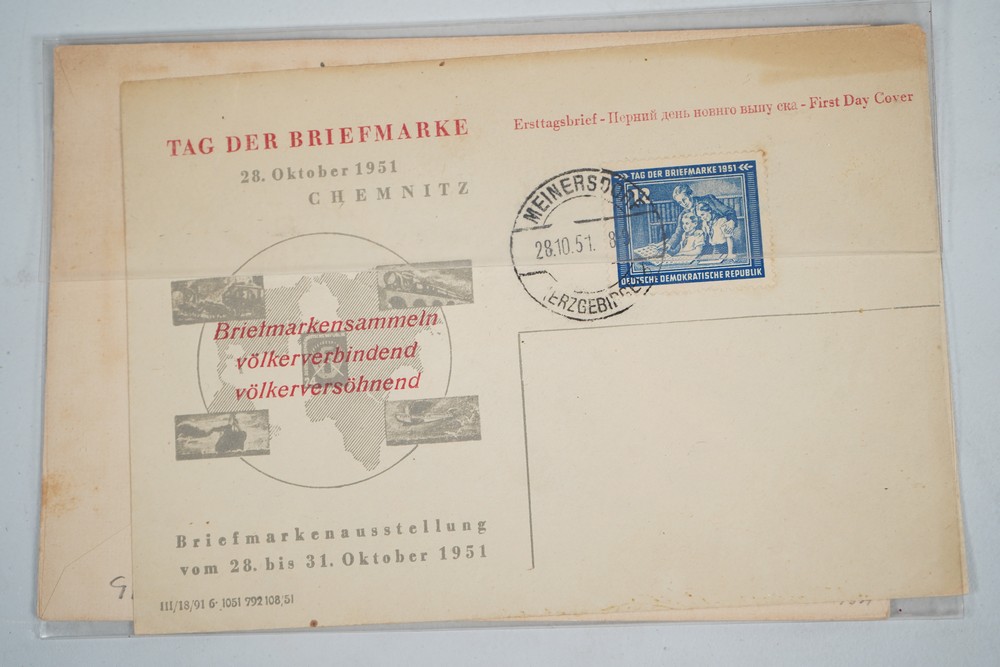 TAG DER BRIEFMARKE
28. Oktober 1951
CHEMNITZ
Ersttagsbrief - Перний день новнго выпу ска - First Day Cover
28.10.51.
TAG DER BRIEFMARKE 1951
DEUTSCHE DEMOKRATISCHE REPUBLIK
Briefmarkensammeln
völkerverbindend
völkerversöhnend
Briefmarkenausstellung
vom 28. bis 31. Oktober 1951
III/18/91 6· 1051 792 108/51